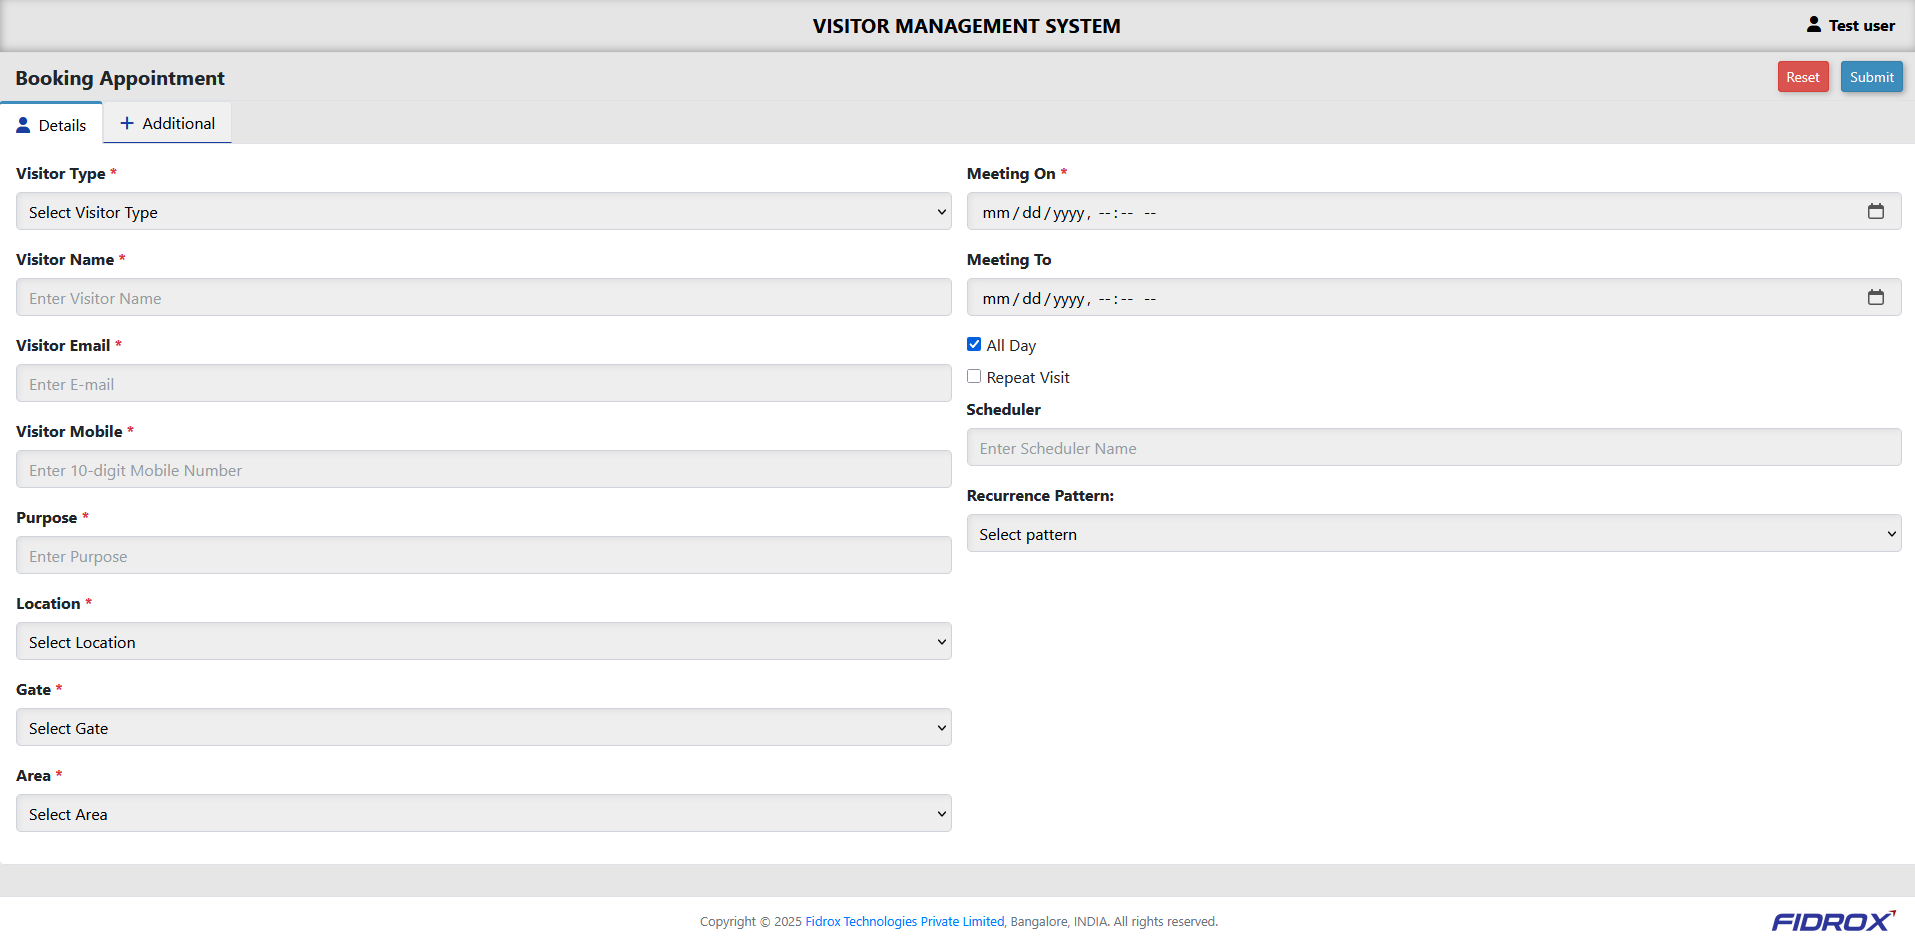 VISITOR MANAGEMENT SYSTEM
Test user
Booking Appointment
Reset
Submit
Details
Additional
Visitor Type *
Select Visitor Type
Visitor Name *
Enter Visitor Name
Visitor Email *
Enter E-mail
Visitor Mobile *
Enter 10-digit Mobile Number
Purpose *
Enter Purpose
Location *
Select Location
Gate *
Select Gate
Area *
Select Area
Meeting On *
mm/dd/yyyy, --:-- --
Meeting To
mm/dd/yyyy, --:-- --
All Day
Repeat Visit
Scheduler
Enter Scheduler Name
Recurrence Pattern:
Select pattern
Copyright © 2025 Fidrox Technologies Private Limited, Bangalore, INDIA. All rights reserved.
FIDROX